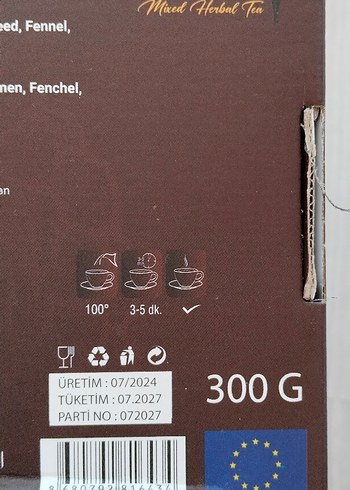 Mixed Herbal Tea
eed, Fennel,
nen, Fenchel,
an
100° 3-5 dk.
ÜRETİM : 07/2024
TÜKETİM : 07.2027
PARTİ NO : 072027
300 G